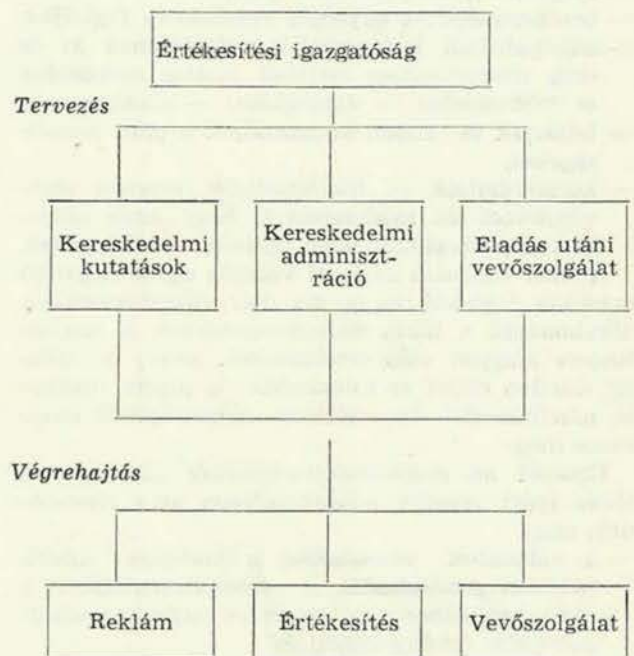 Értékesítési igazgatóság
Tervezés
Kereskedelmi
kutatások
Kereskedelmi
adminiszt-
ráció
Eladás utáni
vevőszolgálat
Végrehajtás
Reklám
Értékesítés
Vevőszolgálat